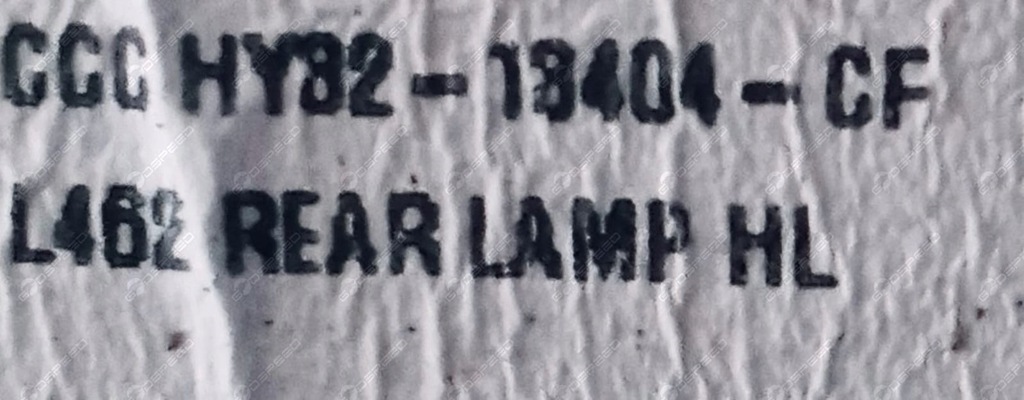 CCC HY32-13404-CF
L462 REAR LAMP HL